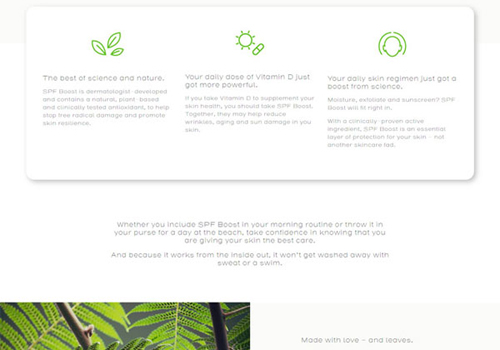 The best of science and nature.
SPF Boost is dermatologist-developed
and contains a natural, plant-based
and clinically tested antioxidant, to help
stop free radical damage and promote
skin resilience.
Your daily dose of Vitamin D just
got more powerful.
If you take Vitamin D to supplement your
skin health, you should take SPF Boost.
Together, they may help reduce
wrinkles, aging and sun damage in you
skin.
Your daily skin regimen just got a
boost from science.
Moisture, exfoliate and sunscreen? SPF
Boost will fit right in.
With a clinically-proven active
ingredient, SPF Boost is an essential
layer of protection for your skin - not
another skincare fad.
Whether you include SPF Boost in your morning routine or throw it in
your purse for a day at the beach, take confidence in knowing that you
are giving your skin the best care.
And because it works from the inside out, it won't get washed away with
sweat or a swim.
Made with love - and leaves.